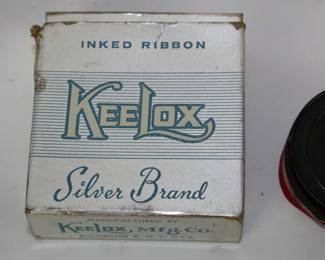 INKED RIBBON
KEELOX
Silver Brand
MANUFACTURED BY
KEELOX Mfg. Co.
ROCHESTER, N.Y., U.S.A.